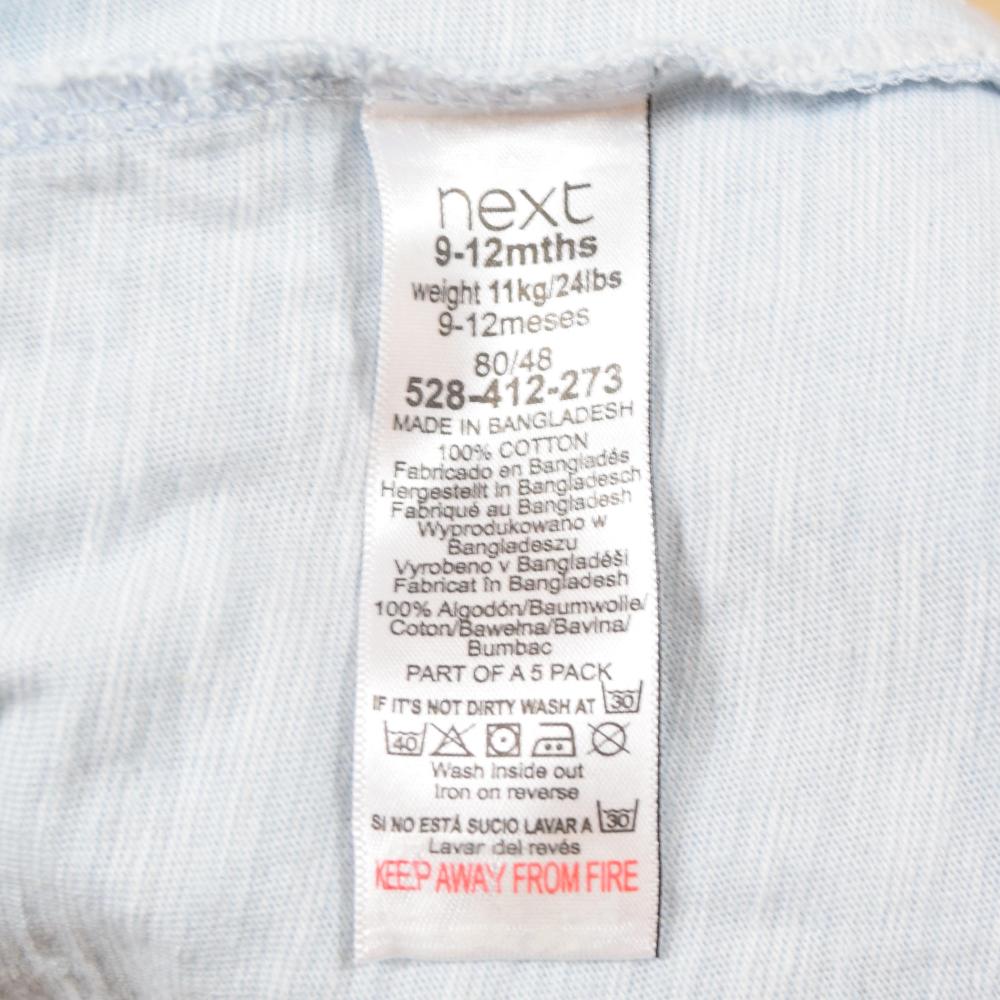 next
9-12mths
weight 11kg/24lbs
9-12meses
80/48
528-412-273
MADE IN BANGLADESH
100% COTTON
Fabricado en Bangladés
Hergestellt in Bangladesch
Fabriqué au Bangladesh
Wyprodukowano w
Bangladeszu
Vyrobeno v Bangladéši
Fabricat în Bangladesh
100% Algodón/Baumwolle/
Coton/Bawełna/Bavlna/
Bumbac
PART OF A 5 PACK
IF IT'S NOT DIRTY WASH AT 30
40
Wash inside out
Iron on reverse
SI NO ESTÁ SUCIO LAVAR A 30
Lavar del revés
KEEP AWAY FROM FIRE